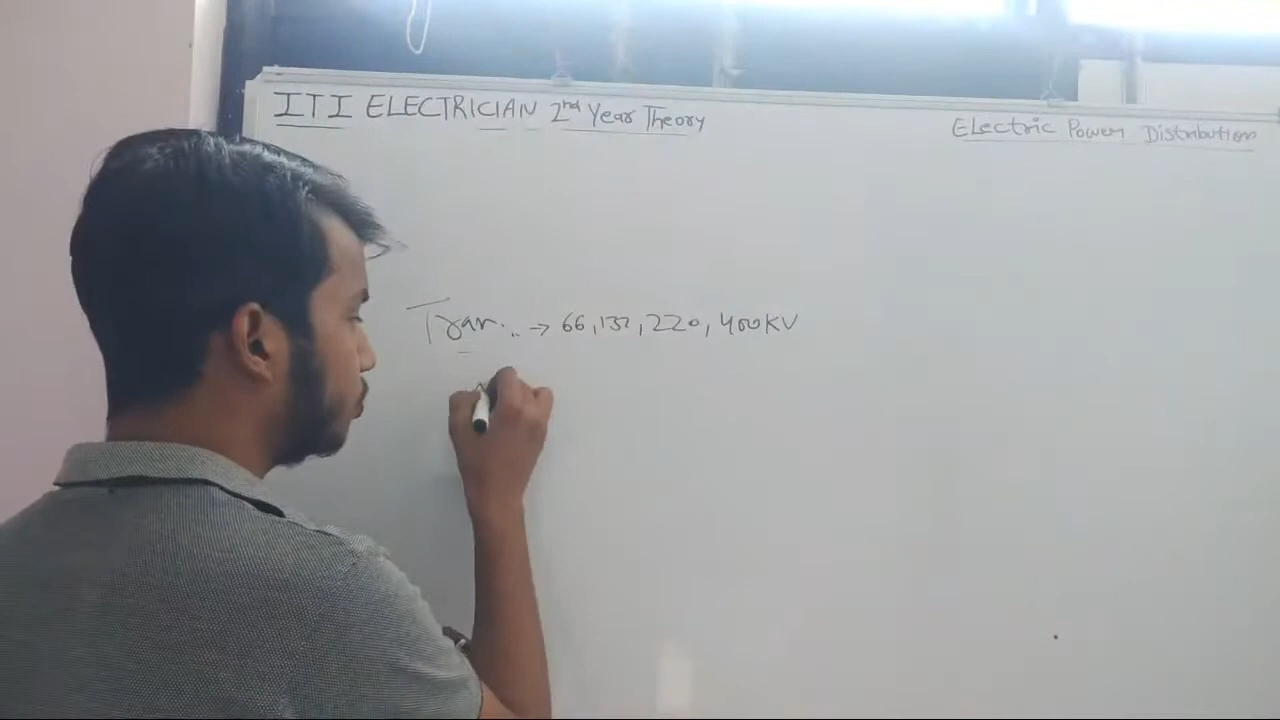 ITI ELECTRICIAN 2nd Year Theory
Electric Power Distribution
Tran... → 66, 132, 220, 400KV